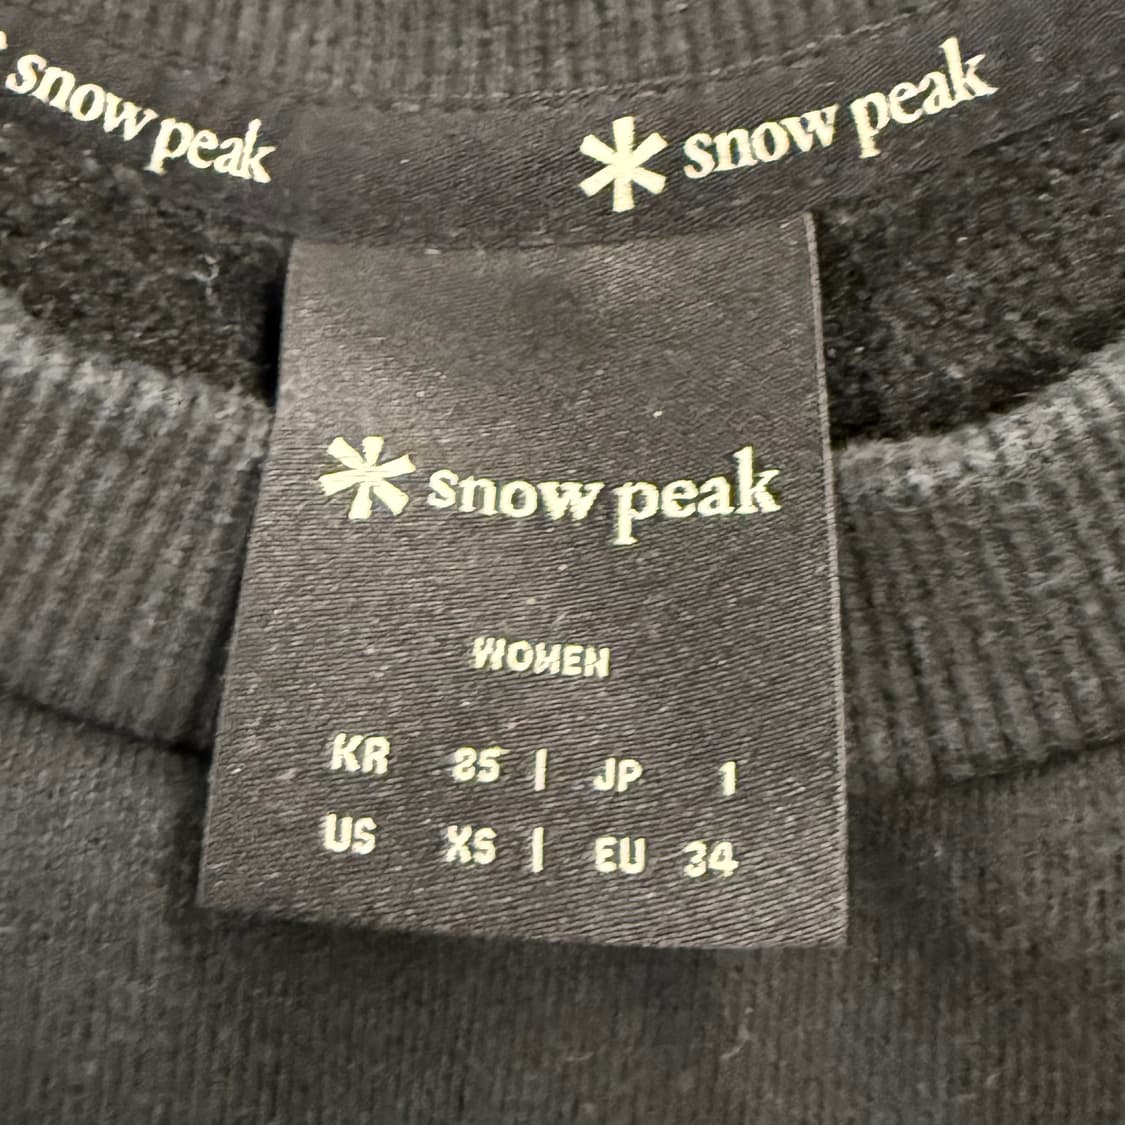 snow peak
snow peak
snow peak
WOMEN
KR 85 | JP 1
US XS | EU 34